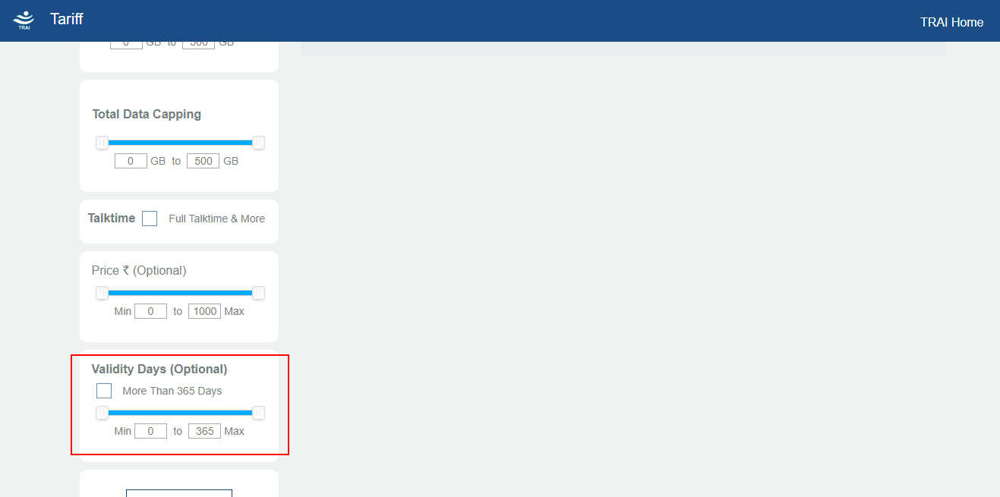 TRAI
Tariff
TRAI Home
0 GB to 500 GB
Total Data Capping
0 GB to 500 GB
Talktime Full Talktime & More
Price ₹ (Optional)
Min 0 to 1000 Max
Validity Days (Optional)
More Than 365 Days
Min 0 to 365 Max